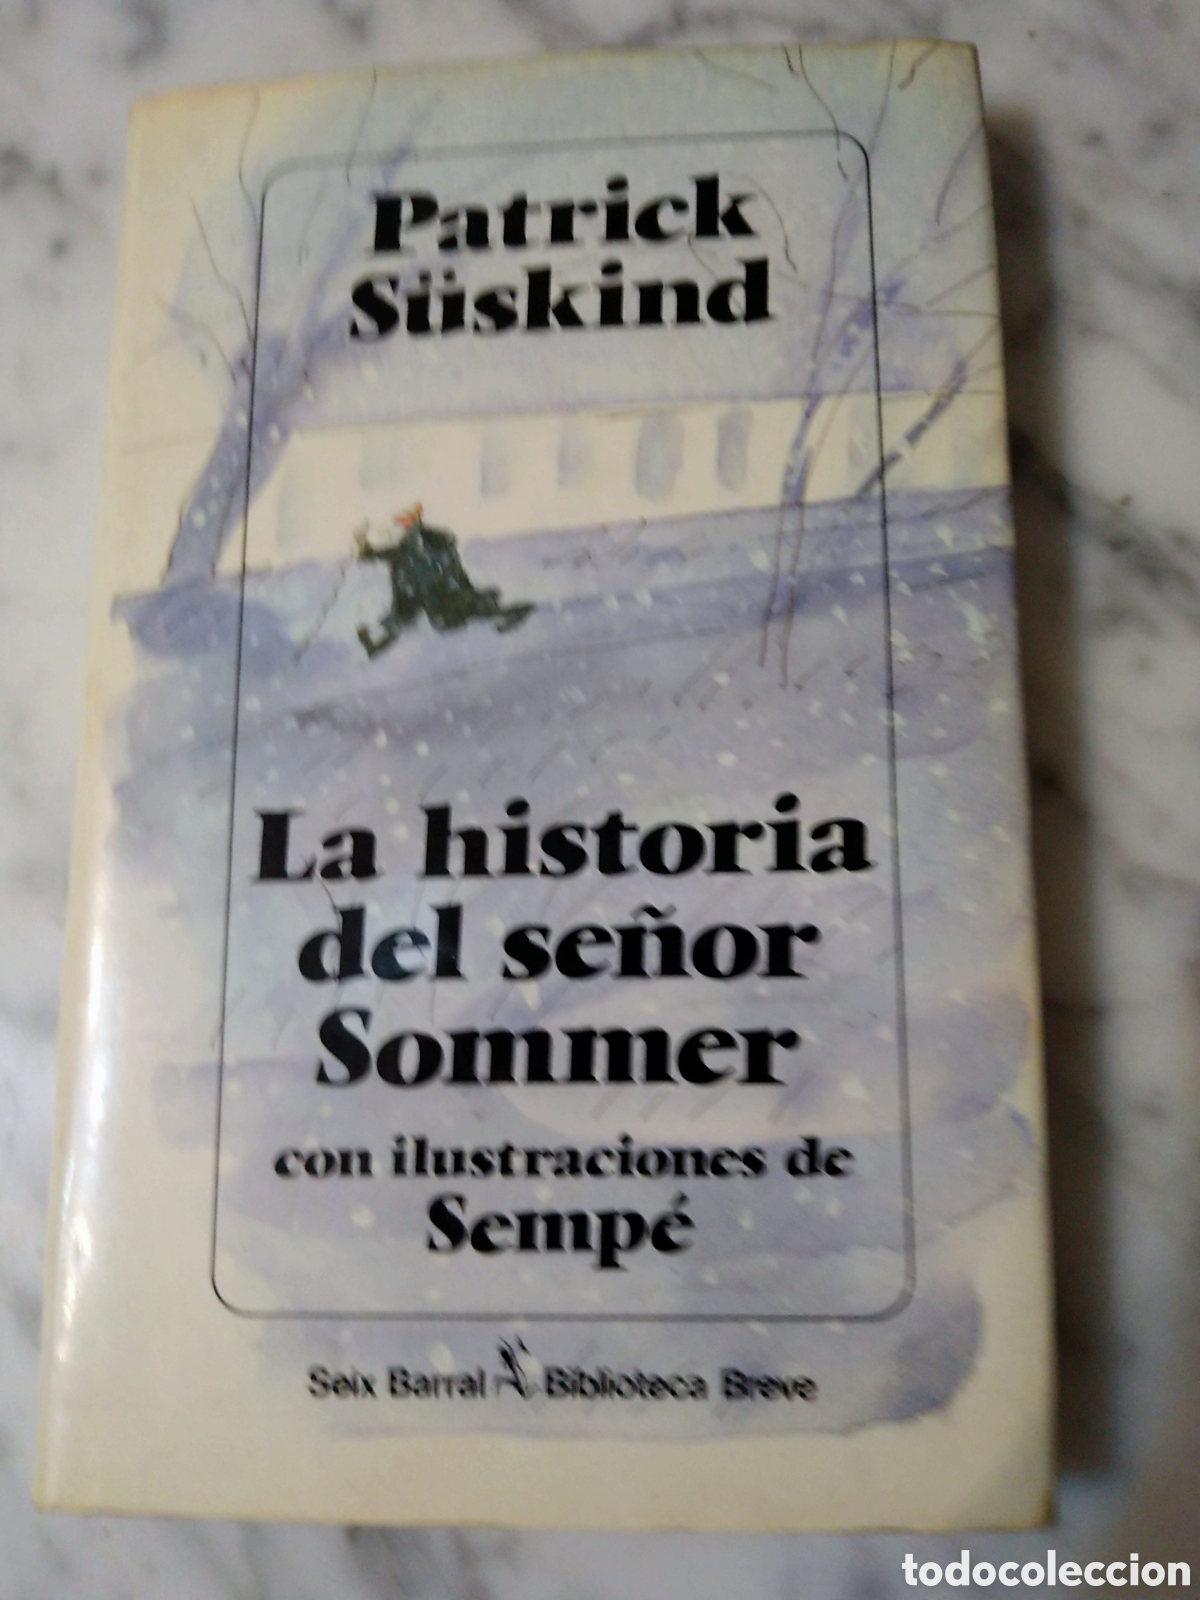 Patrick
Süskind
La historia
del señor
Sommer
con ilustraciones de
Sempé
Seix Barral Biblioteca Breve
todocoleccion